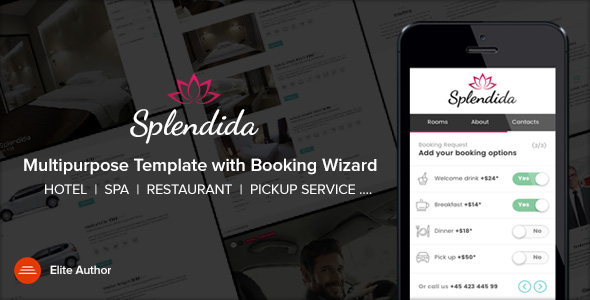 Splendida
Multipurpose Template with Booking Wizard
HOTEL | SPA | RESTAURANT | PICKUP SERVICE ....
Elite Author
Splendida
Rooms About Contacts
Booking Request (3/3)
Add your booking options
Welcome drink +$24* Yes
Breakfast +$14* Yes
Dinner +$18* No
Pick up +$50* No
Or call us +45 423 445 99